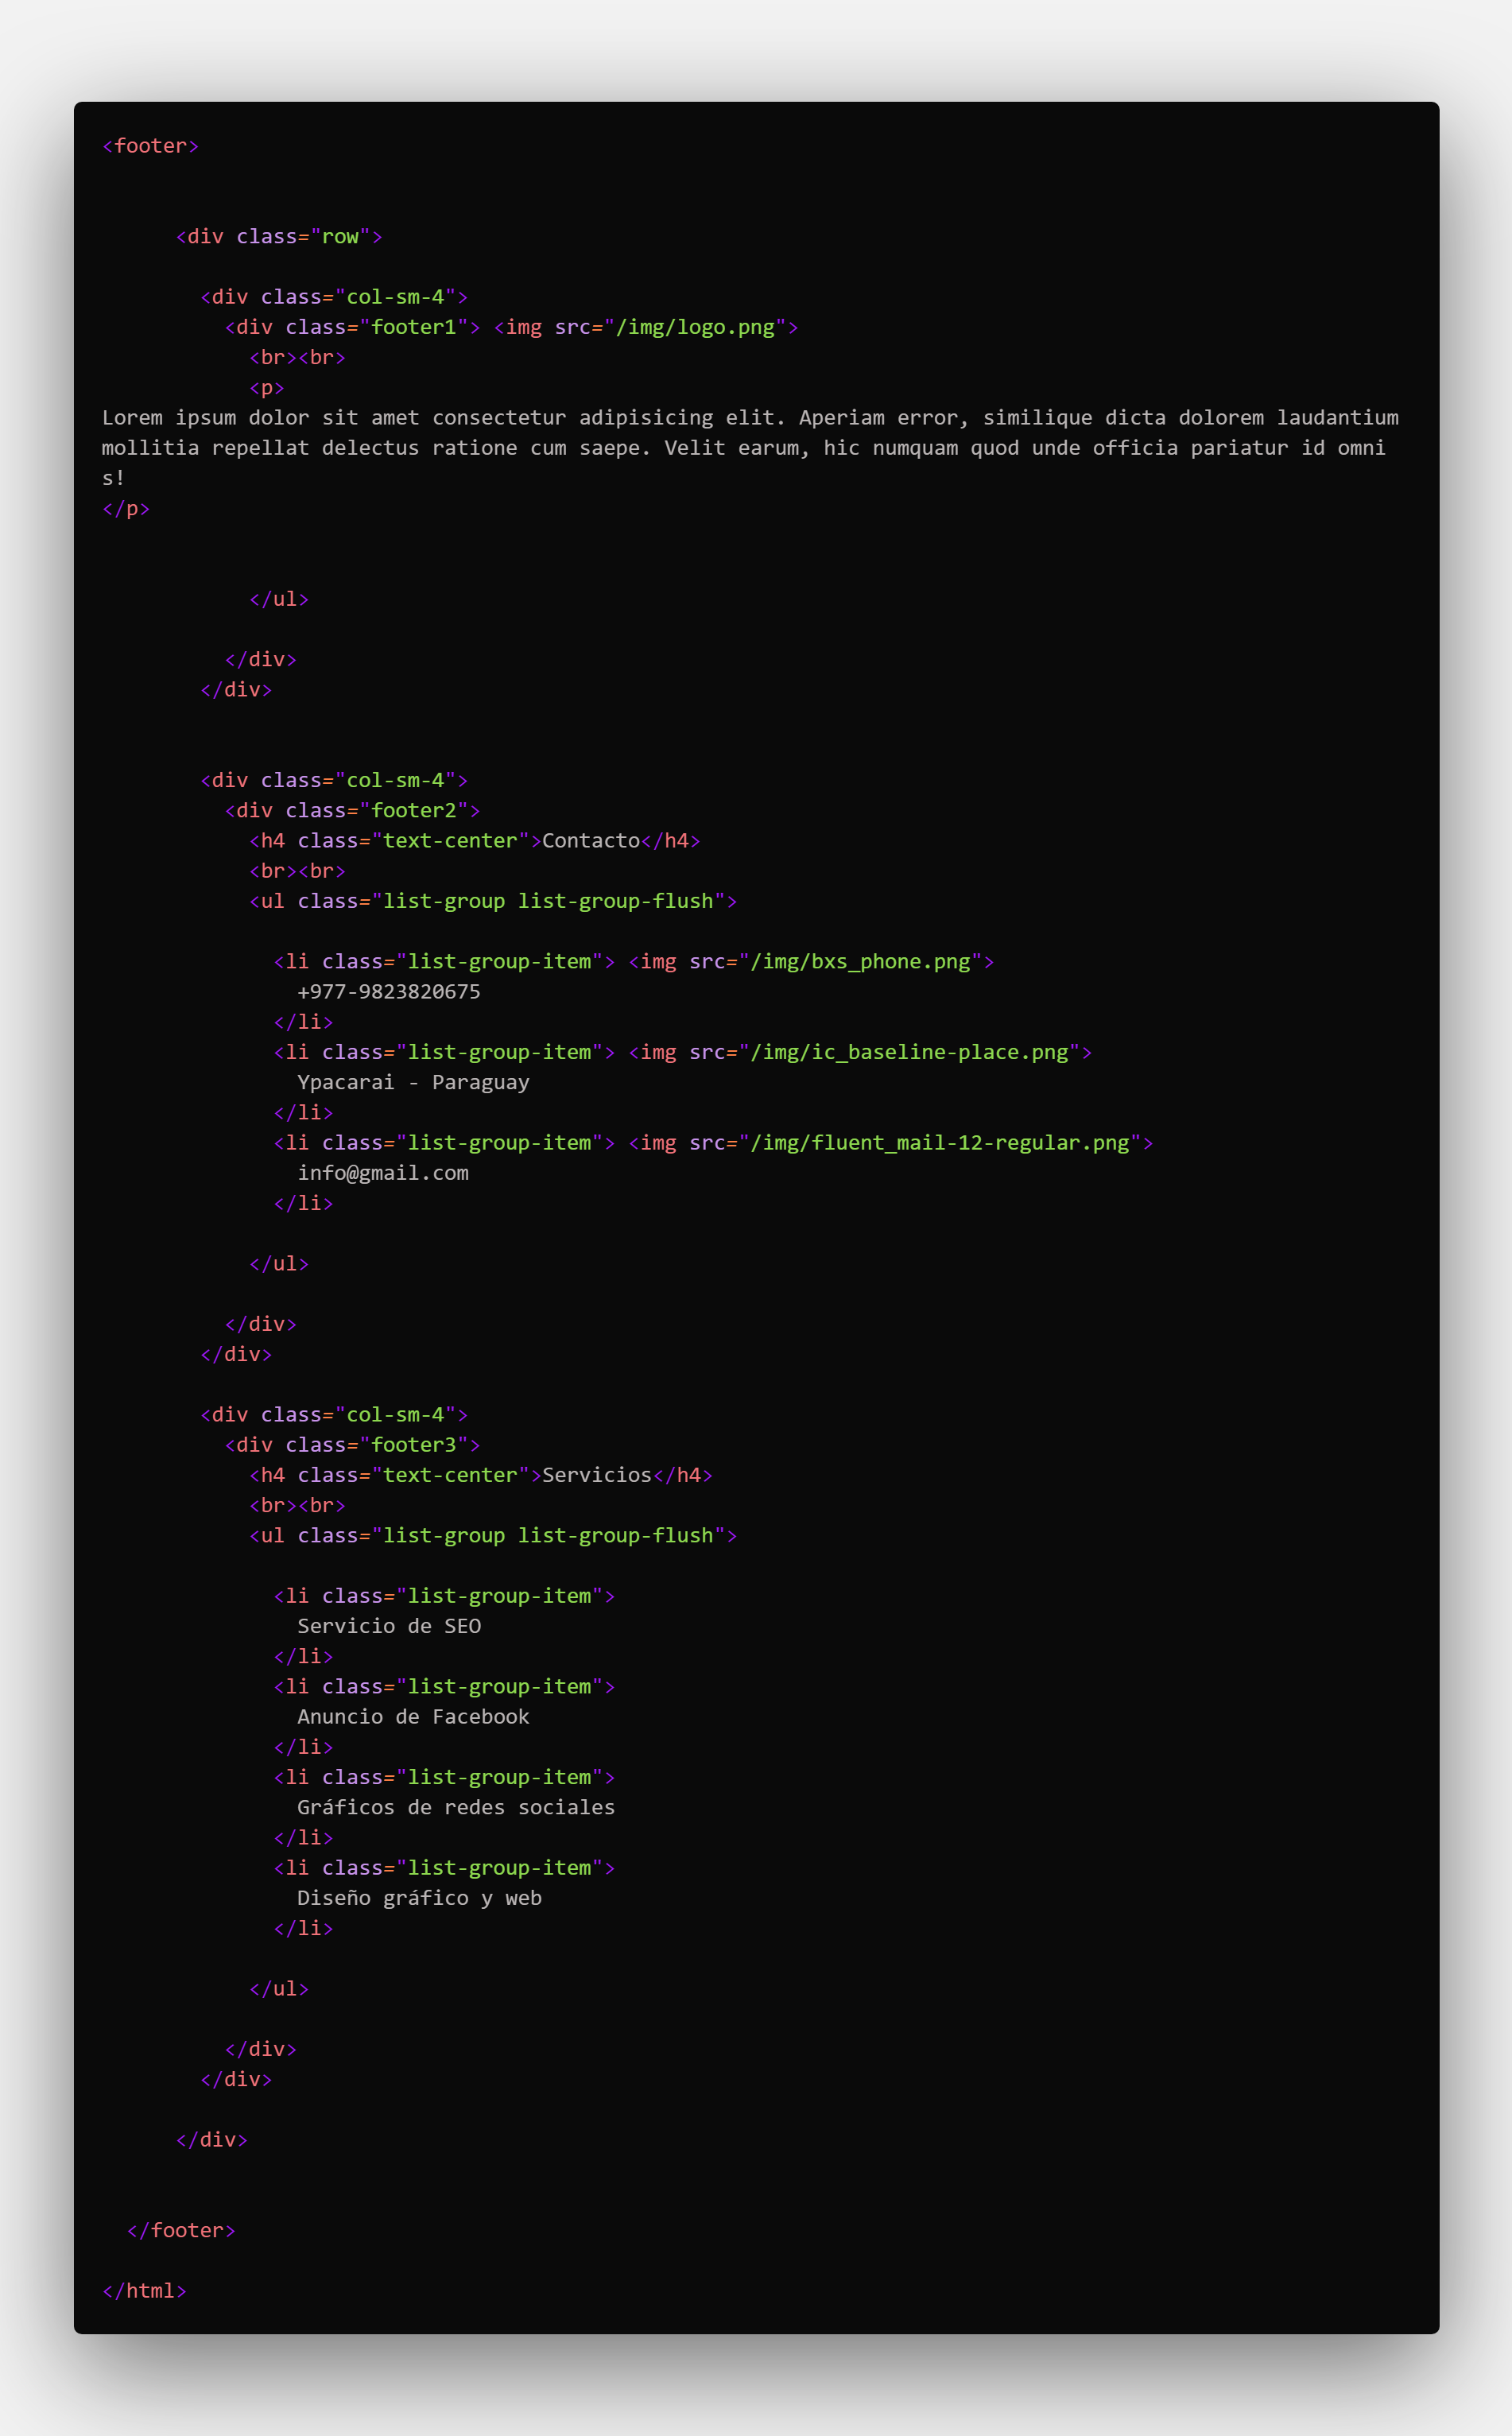 <footer>
<div class="row">
<div class="col-sm-4">
<div class="footer1"> <img src="/img/logo.png">
<br><br>
<p>
Lorem ipsum dolor sit amet consectetur adipisicing elit. Aperiam error, similique dicta dolorem laudantium
mollitia repellat delectus ratione cum saepe. Velit earum, hic numquam quod unde officia pariatur id omni
s!
</p>
</ul>
</div>
</div>
<div class="col-sm-4">
<div class="footer2">
<h4 class="text-center">Contacto</h4>
<br><br>
<ul class="list-group list-group-flush">
<li class="list-group-item"> <img src="/img/bxs_phone.png">
+977-9823820675
</li>
<li class="list-group-item"> <img src="/img/ic_baseline-place.png">
Ypacarai - Paraguay
</li>
<li class="list-group-item"> <img src="/img/fluent_mail-12-regular.png">
info@gmail.com
</li>
</ul>
</div>
</div>
<div class="col-sm-4">
<div class="footer3">
<h4 class="text-center">Servicios</h4>
<br><br>
<ul class="list-group list-group-flush">
<li class="list-group-item">
Servicio de SEO
</li>
<li class="list-group-item">
Anuncio de Facebook
</li>
<li class="list-group-item">
Gráficos de redes sociales
</li>
<li class="list-group-item">
Diseño gráfico y web
</li>
</ul>
</div>
</div>
</div>
</footer>
</html>